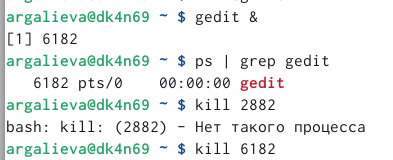 argalieva@dk4n69 ~ $ gedit &
[1] 6182
argalieva@dk4n69 ~ $ ps | grep gedit
   6182 pts/0    00:00:00 gedit
argalieva@dk4n69 ~ $ kill 2882
bash: kill: (2882) – Нет такого процесса
argalieva@dk4n69 ~ $ kill 6182